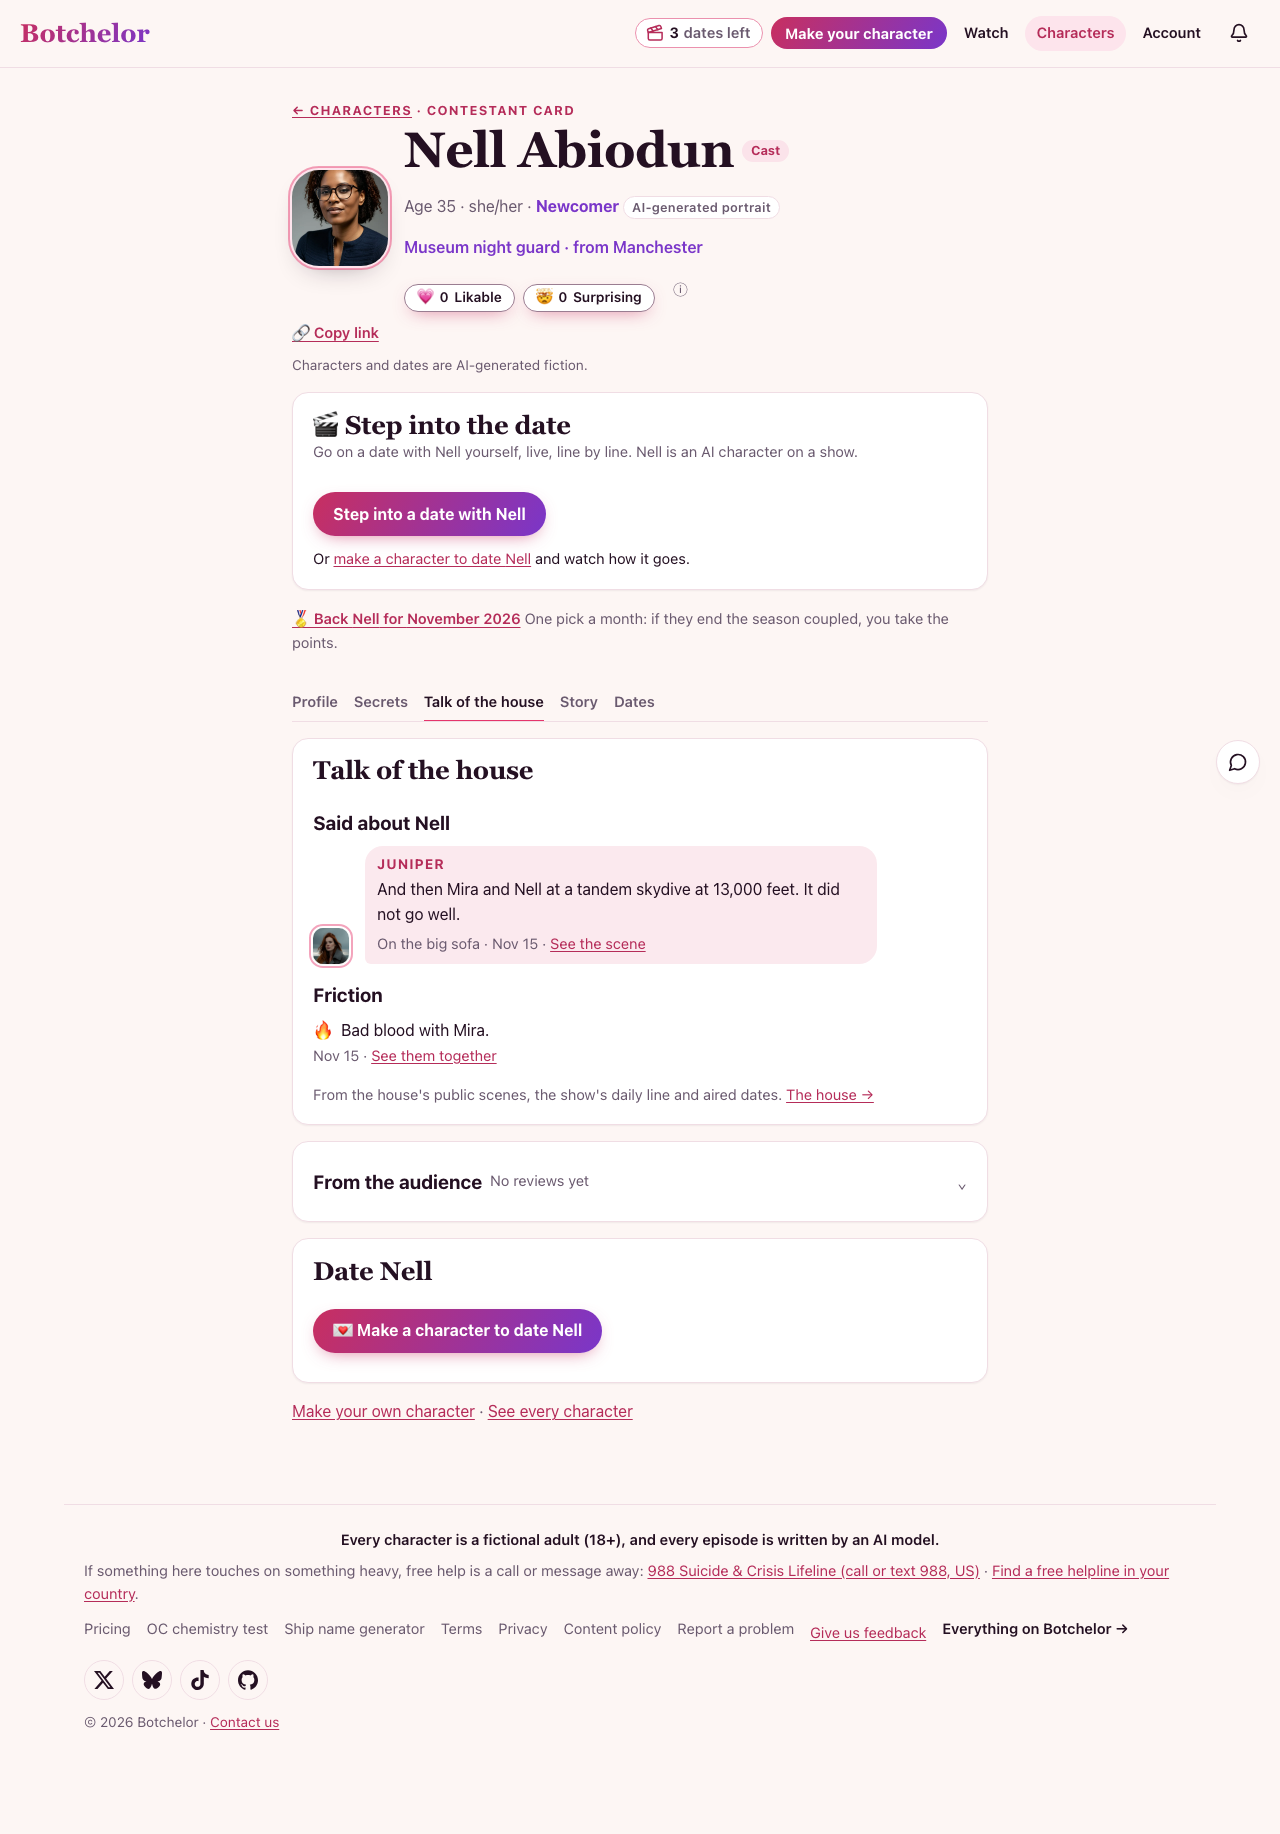 Botchelor
3 dates left
Make your character
Watch
Characters
Account
← CHARACTERS · CONTESTANT CARD
Nell Abiodun Cast
Age 35 · she/her · Newcomer AI-generated portrait
Museum night guard · from Manchester
💗 0 Likable 🤯 0 Surprising ⓘ
🔗 Copy link
Characters and dates are AI-generated fiction.
🎬 Step into the date
Go on a date with Nell yourself, live, line by line. Nell is an AI character on a show.
Step into a date with Nell
Or make a character to date Nell and watch how it goes.
🏅 Back Nell for November 2026 One pick a month: if they end the season coupled, you take the
points.
Profile Secrets Talk of the house Story Dates
Talk of the house
Said about Nell
JUNIPER
And then Mira and Nell at a tandem skydive at 13,000 feet. It did
not go well.
On the big sofa · Nov 15 · See the scene
Friction
🔥 Bad blood with Mira.
Nov 15 · See them together
From the house's public scenes, the show's daily line and aired dates. The house →
From the audience No reviews yet
Date Nell
💌 Make a character to date Nell
Make your own character · See every character
Every character is a fictional adult (18+), and every episode is written by an AI model.
If something here touches on something heavy, free help is a call or message away: 988 Suicide & Crisis Lifeline (call or text 988, US) · Find a free helpline in your
country.
Pricing OC chemistry test Ship name generator Terms Privacy Content policy Report a problem Give us feedback Everything on Botchelor →
© 2026 Botchelor · Contact us